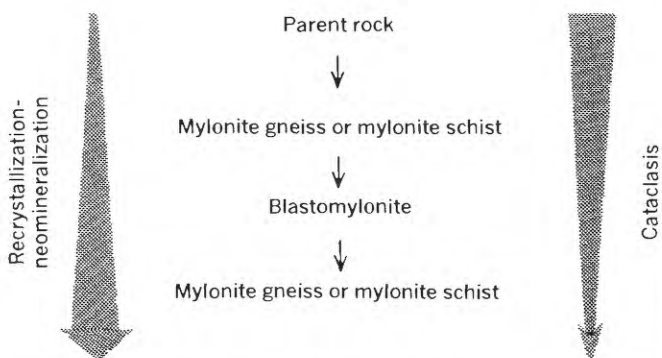 Parent rock
Recrystallization-
neomineralization
Mylonite gneiss or mylonite schist
Blastomylonite
Mylonite gneiss or mylonite schist
Cataclasis